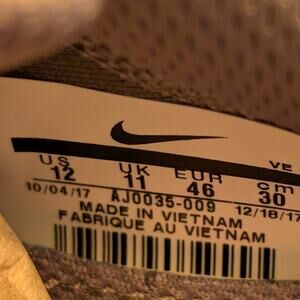 VE
US UK EUR cm
12 11 46 30
10/04/17 AJ0035-009 12/18/17
MADE IN VIETNAM
FABRIQUE AU VIETNAM